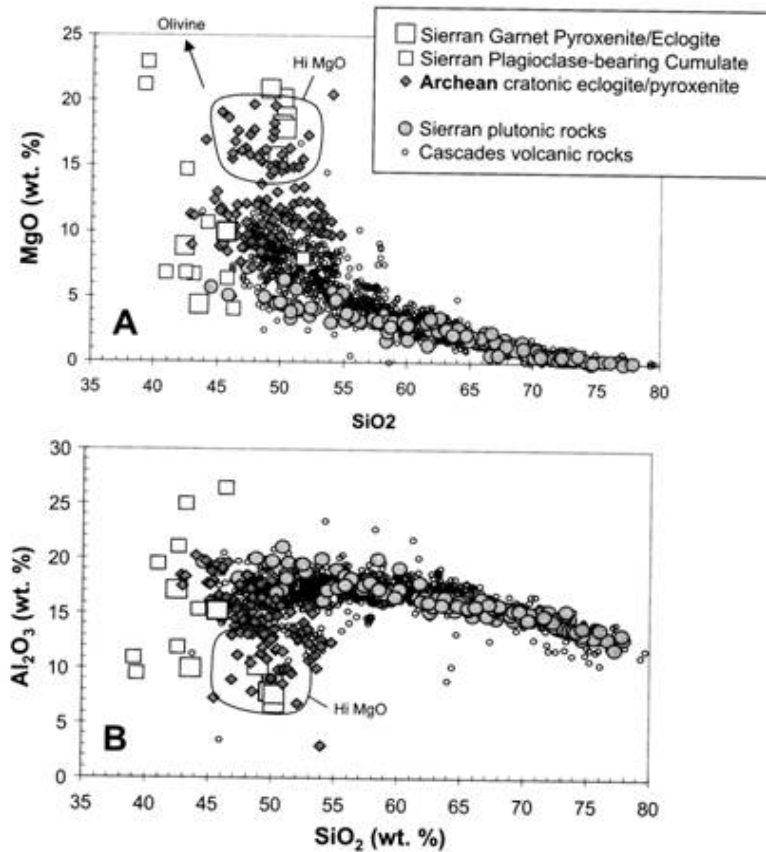 Olivine
Hi MgO
Sierran Garnet Pyroxenite/Eclogite
Sierran Plagioclase-bearing Cumulate
Archean cratonic eclogite/pyroxenite
Sierran plutonic rocks
Cascades volcanic rocks
MgO (wt. %)
25
20
15
10
5
0
A
35 40 45 50 55 60 65 70 75 80
SiO2
Al₂O₃ (wt. %)
30
25
20
15
10
5
0
Hi MgO
B
35 40 45 50 55 60 65 70 75 80
SiO₂ (wt. %)